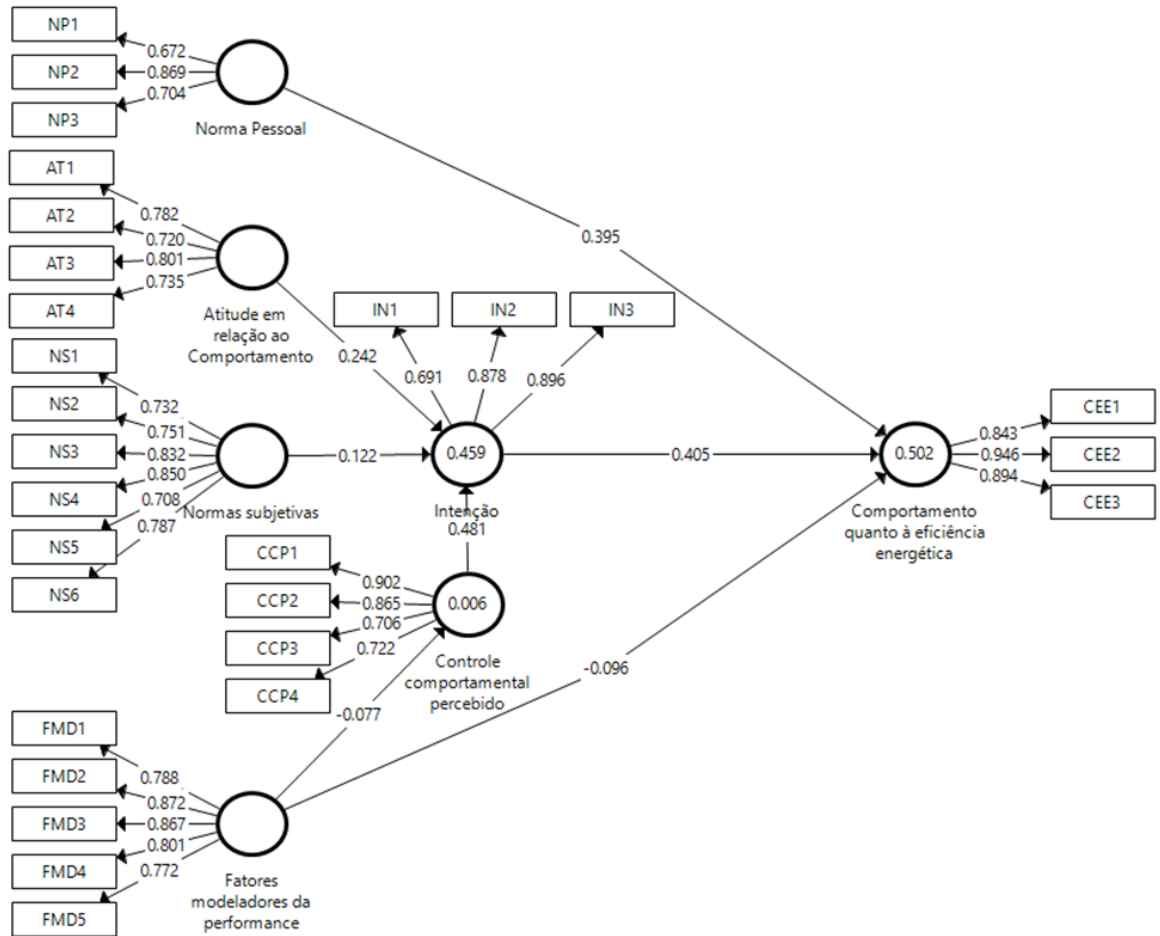 NP1
0.672
NP2
0.869
0.704
NP3
Norma Pessoal
AT1
0.782
AT2
0.720
AT3
0.801
0.735
AT4
Atitude em
relação ao
Comportamento
NS1
0.732
NS2
0.751
NS3
0.832
0.850
NS4
0.708
NS5
0.787
NS6
Normas subjetivas
0.395
IN1
IN2
IN3
0.691
0.878
0.896
0.242
0.122
0.459
Intenção
0.405
0.481
0.502
Comportamento
quanto à eficiência
energética
0.843
CEE1
0.946
CEE2
0.894
CEE3
CCP1
0.902
CCP2
0.865
0.706
CCP3
0.722
CCP4
0.006
Controle
comportamental
percebido
-0.077
-0.096
FMD1
0.788
FMD2
0.872
FMD3
0.867
0.801
FMD4
0.772
FMD5
Fatores
modeladores da
performance